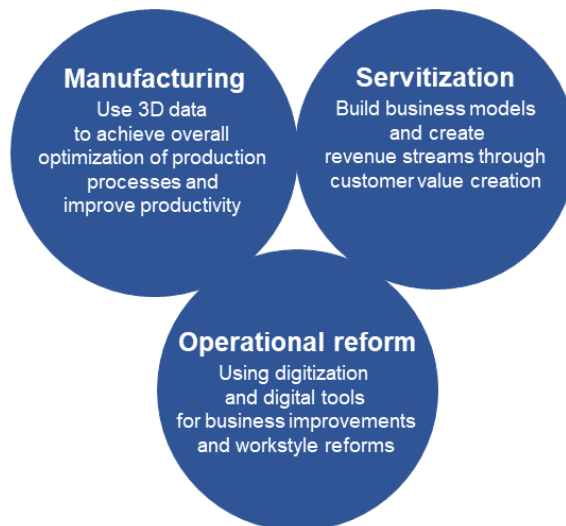 Manufacturing
Use 3D data
to achieve overall
optimization of production
processes and
improve productivity
Servitization
Build business models
and create
revenue streams through
customer value creation
Operational reform
Using digitization
and digital tools
for business improvements
and workstyle reforms